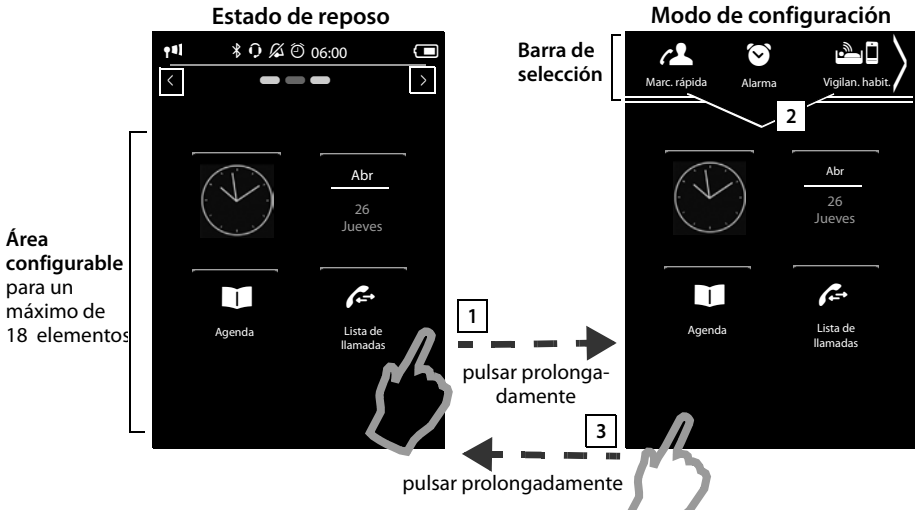 Estado de reposo
Modo de configuración
06:00
Barra de
selección
Marc. rápida
Alarma
Vigilan. habit.
2
Área
configurable
para un
máximo de
18 elementos
Abr
26
Jueves
Agenda
Lista de
llamadas
1
pulsar prolonga-
damente
3
pulsar prolongadamente
Abr
26
Jueves
Agenda
Lista de
llamadas